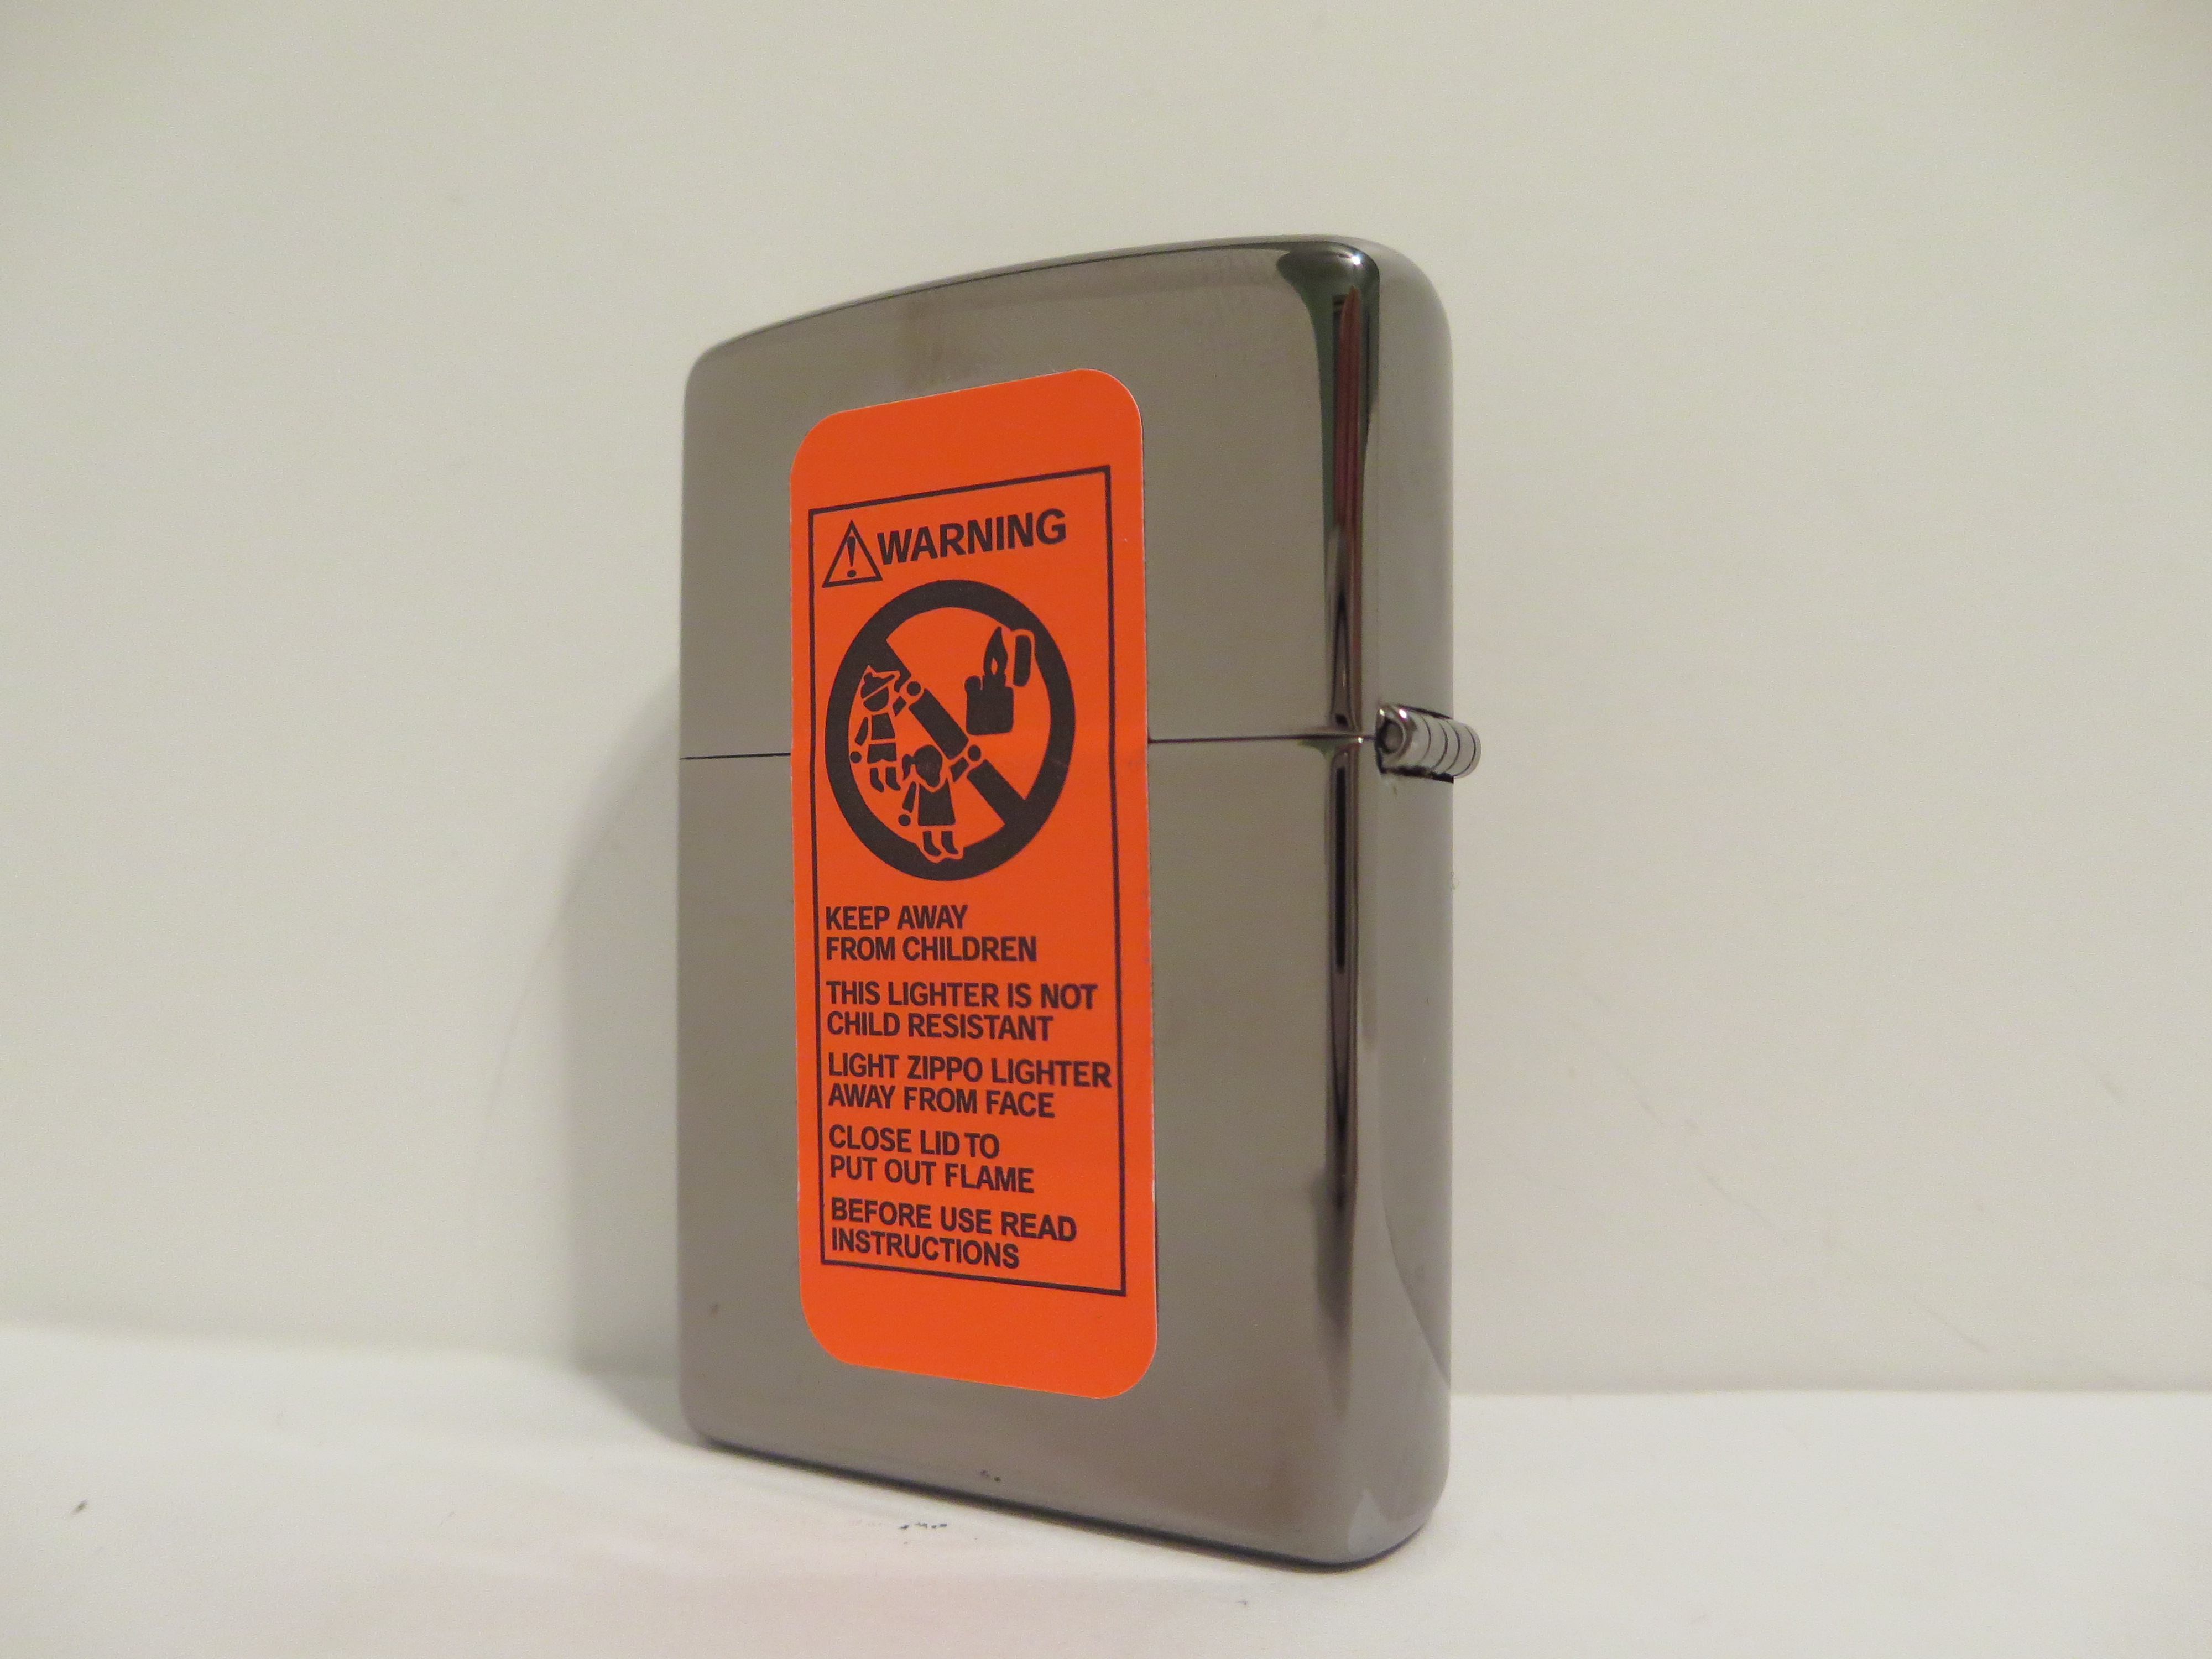 WARNING
KEEP AWAY
FROM CHILDREN
THIS LIGHTER IS NOT
CHILD RESISTANT
LIGHT ZIPPO LIGHTER
AWAY FROM FACE
CLOSE LID TO
PUT OUT FLAME
BEFORE USE READ
INSTRUCTIONS